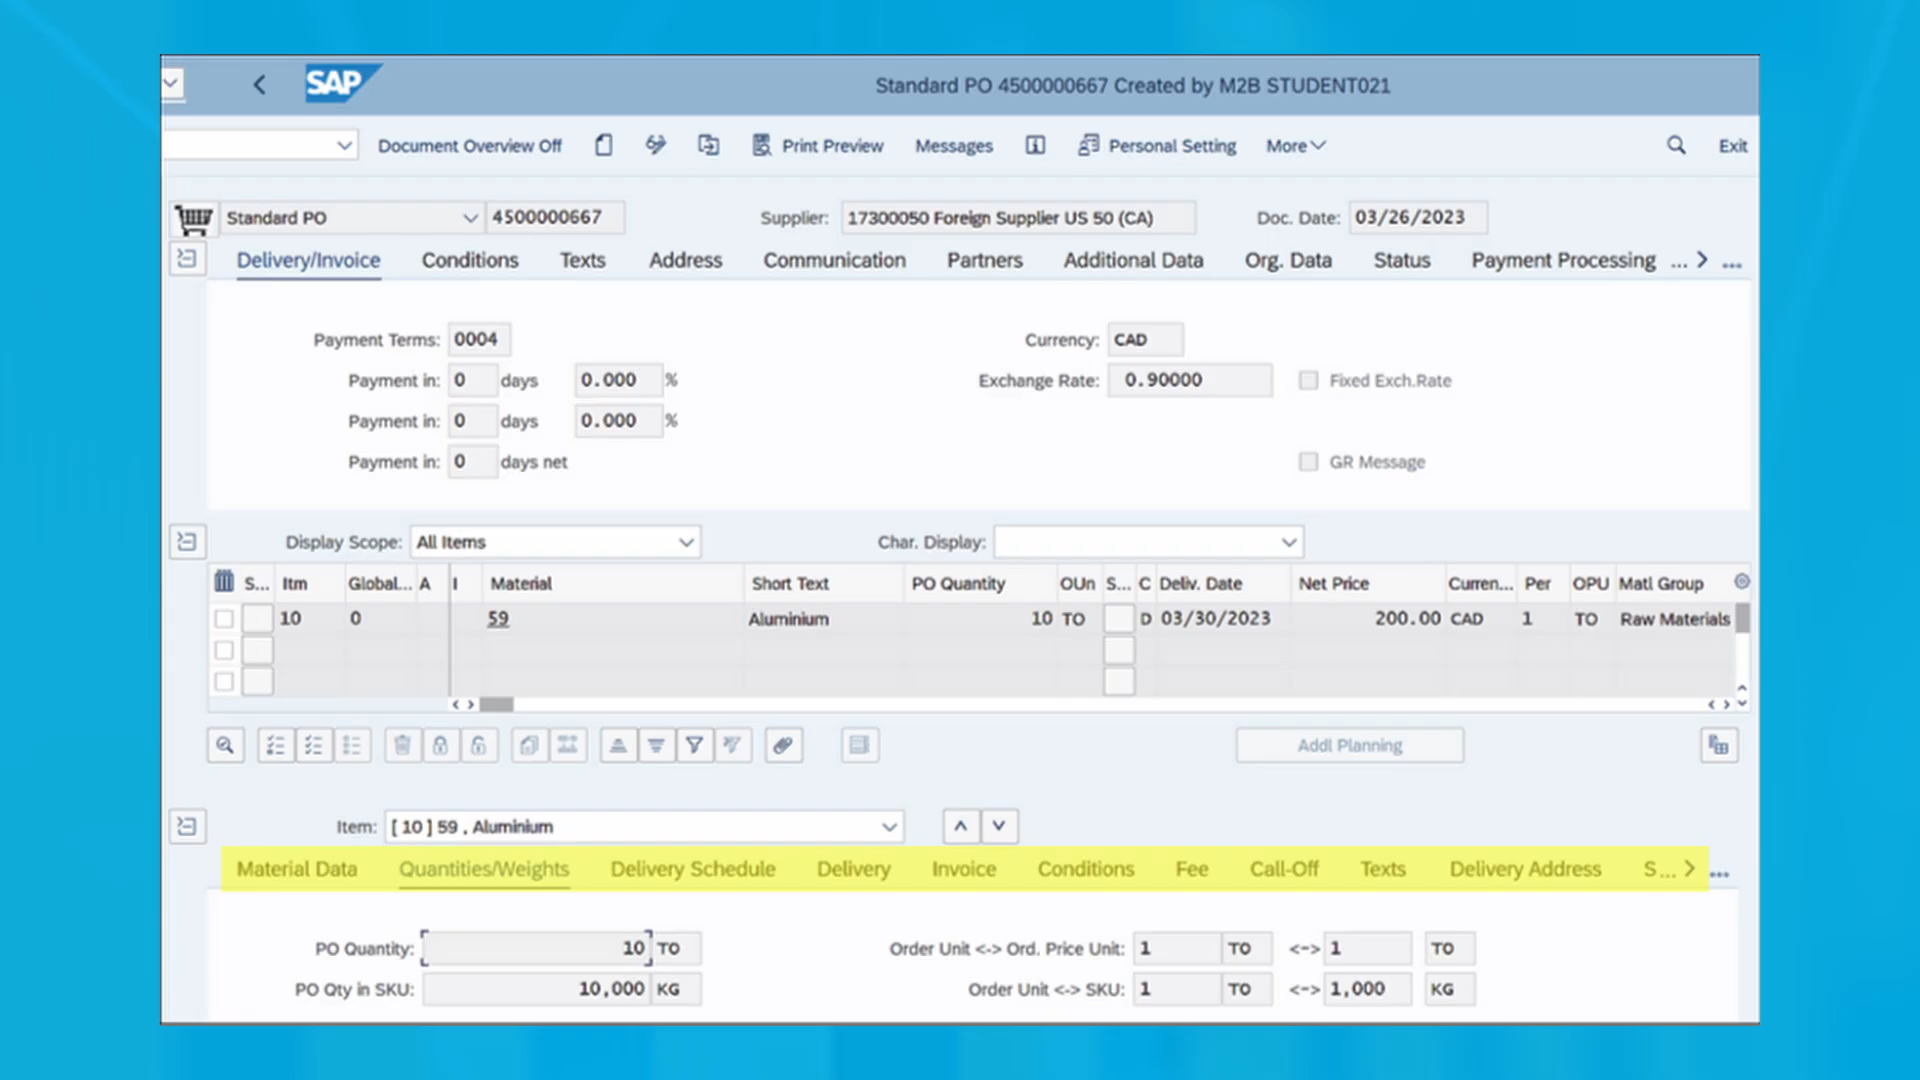 SAP Standard PO 4500000667 Created by M2B STUDENT021
Document Overview Off Print Preview Messages Personal Setting More Exit
Standard PO 4500000667 Supplier: 17300050 Foreign Supplier US 50 (CA) Doc. Date: 03/26/2023
Delivery/Invoice Conditions Texts Address Communication Partners Additional Data Org. Data Status Payment Processing ... ...
Payment Terms: 0004 Currency: CAD
Payment in: 0 days 0.000 % Exchange Rate: 0.90000 Fixed Exch.Rate
Payment in: 0 days 0.000 %
Payment in: 0 days net GR Message
Display Scope: All Items Char. Display:
S... Itm Global... A I Material Short Text PO Quantity OUn S... C Deliv. Date Net Price Curren... Per OPU Matl Group
10 0 59 Aluminium 10 TO D 03/30/2023 200.00 CAD 1 TO Raw Materials
Addl Planning
Item: [ 10 ] 59 , Aluminium
Material Data Quantities/Weights Delivery Schedule Delivery Invoice Conditions Fee Call-Off Texts Delivery Address S... ...
PO Quantity: 10 TO Order Unit <-> Ord. Price Unit: 1 TO <-> 1 TO
PO Qty in SKU: 10,000 KG Order Unit <-> SKU: 1 TO <-> 1,000 KG